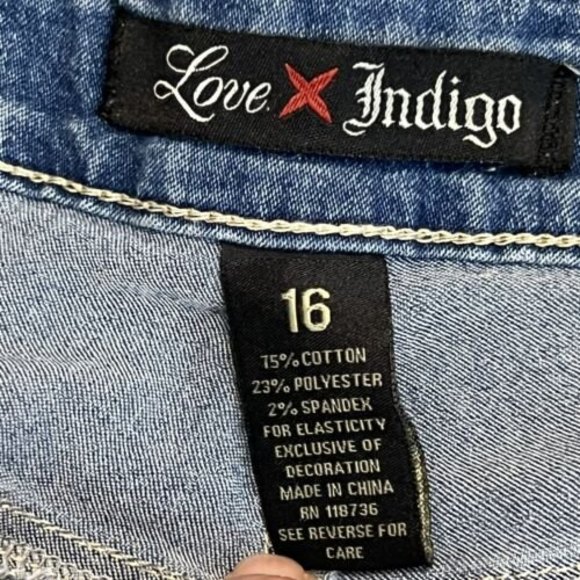 Love. X Indigo
16
75% COTTON
23% POLYESTER
2% SPANDEX
FOR ELASTICITY
EXCLUSIVE OF
DECORATION
MADE IN CHINA
RN 118736
SEE REVERSE FOR
CARE